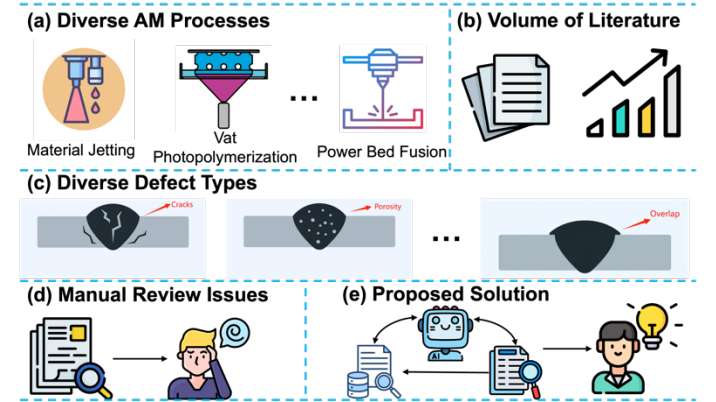 (a) Diverse AM Processes
(b) Volume of Literature
...
Material Jetting
Vat
Photopolymerization
Power Bed Fusion
(c) Diverse Defect Types
Cracks
Porosity
...
Overlap
(d) Manual Review Issues
(e) Proposed Solution
AI